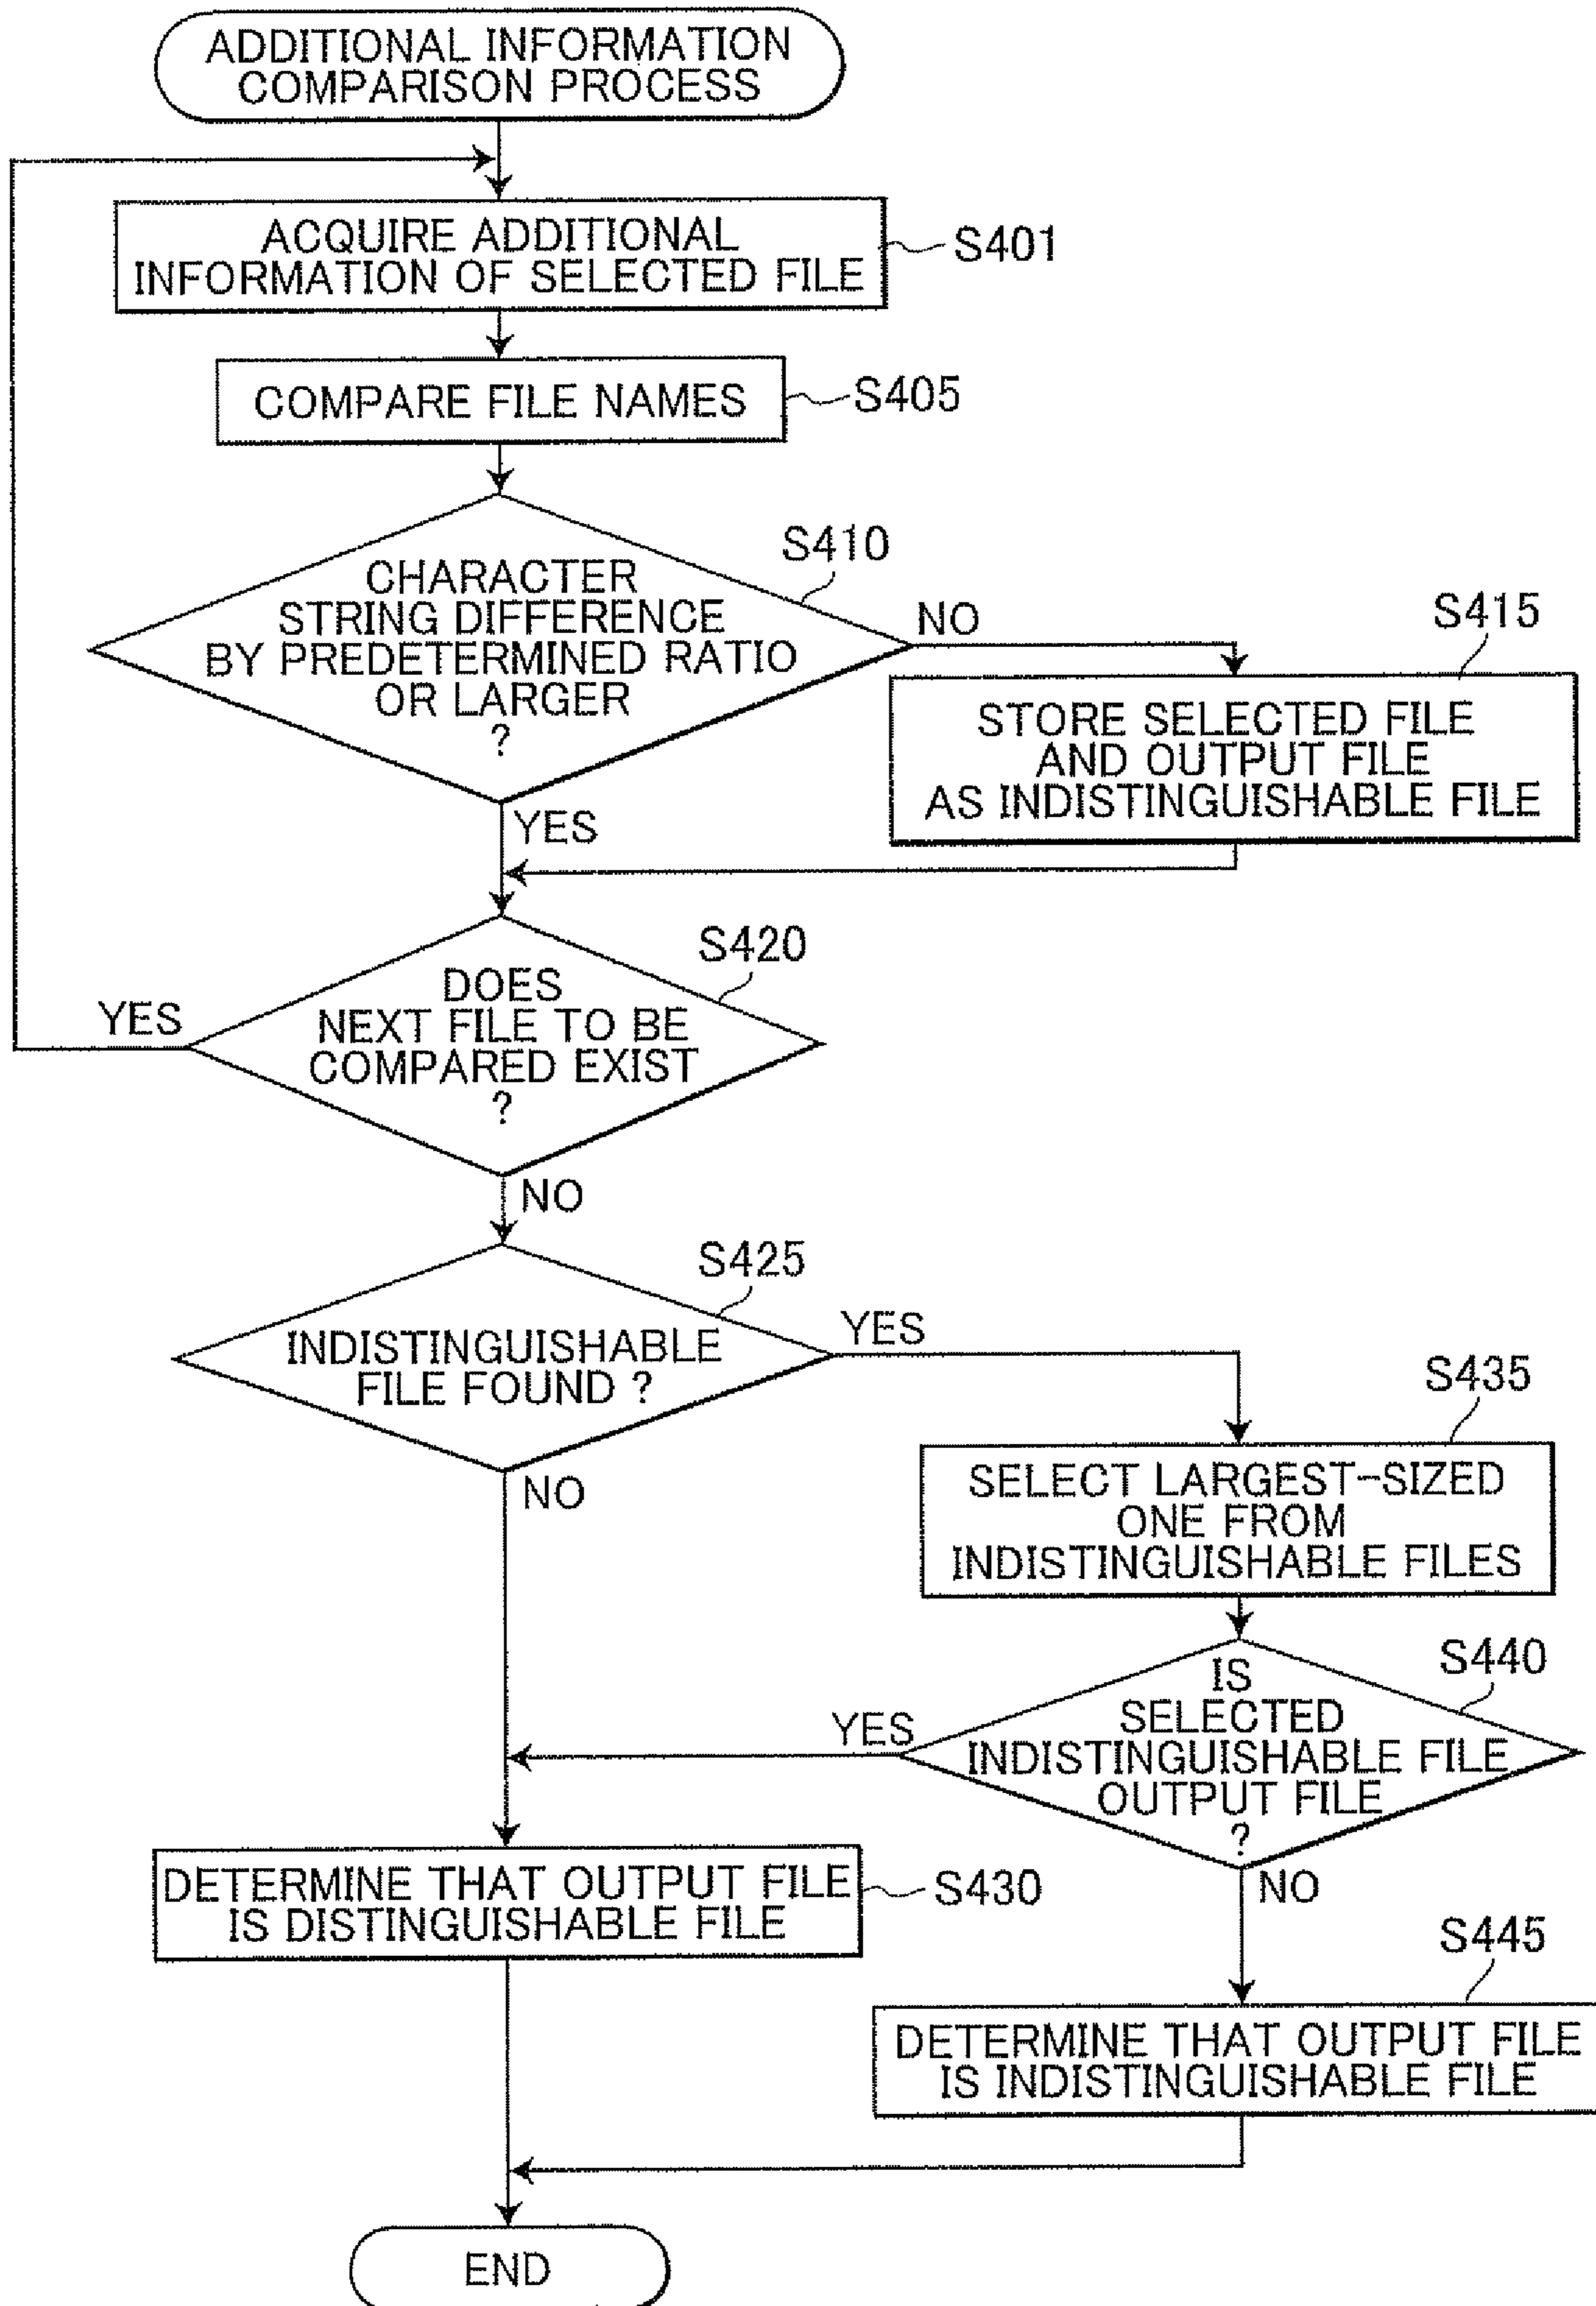 ADDITIONAL INFORMATION
COMPARISON PROCESS
ACQUIRE ADDITIONAL
INFORMATION OF SELECTED FILE
S401
COMPARE FILE NAMES
S405
S410
CHARACTER
STRING DIFFERENCE
BY PREDETERMINED RATIO
OR LARGER
?
NO
YES
S415
STORE SELECTED FILE
AND OUTPUT FILE
AS INDISTINGUISHABLE FILE
S420
DOES
NEXT FILE TO BE
COMPARED EXIST
?
YES
NO
S425
INDISTINGUISHABLE
FILE FOUND ?
YES
NO
S435
SELECT LARGEST-SIZED
ONE FROM
INDISTINGUISHABLE FILES
S440
IS
SELECTED
INDISTINGUISHABLE FILE
OUTPUT FILE
?
YES
NO
DETERMINE THAT OUTPUT FILE
IS DISTINGUISHABLE FILE
S430
S445
DETERMINE THAT OUTPUT FILE
IS INDISTINGUISHABLE FILE
END